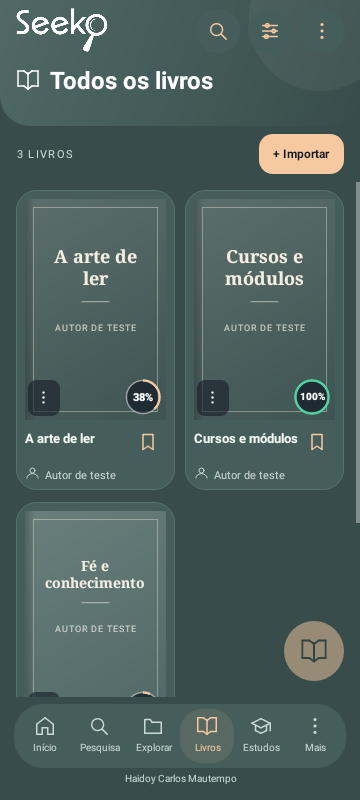 Seeko
Todos os livros
3 LIVROS
+ Importar
A arte de
ler
AUTOR DE TESTE
38%
A arte de ler
Autor de teste
Cursos e
módulos
AUTOR DE TESTE
100%
Cursos e módulos
Autor de teste
Fé e
conhecimento
AUTOR DE TESTE
Início
Pesquisa
Explorar
Livros
Estudos
Mais
Haidoy Carlos Mautempo